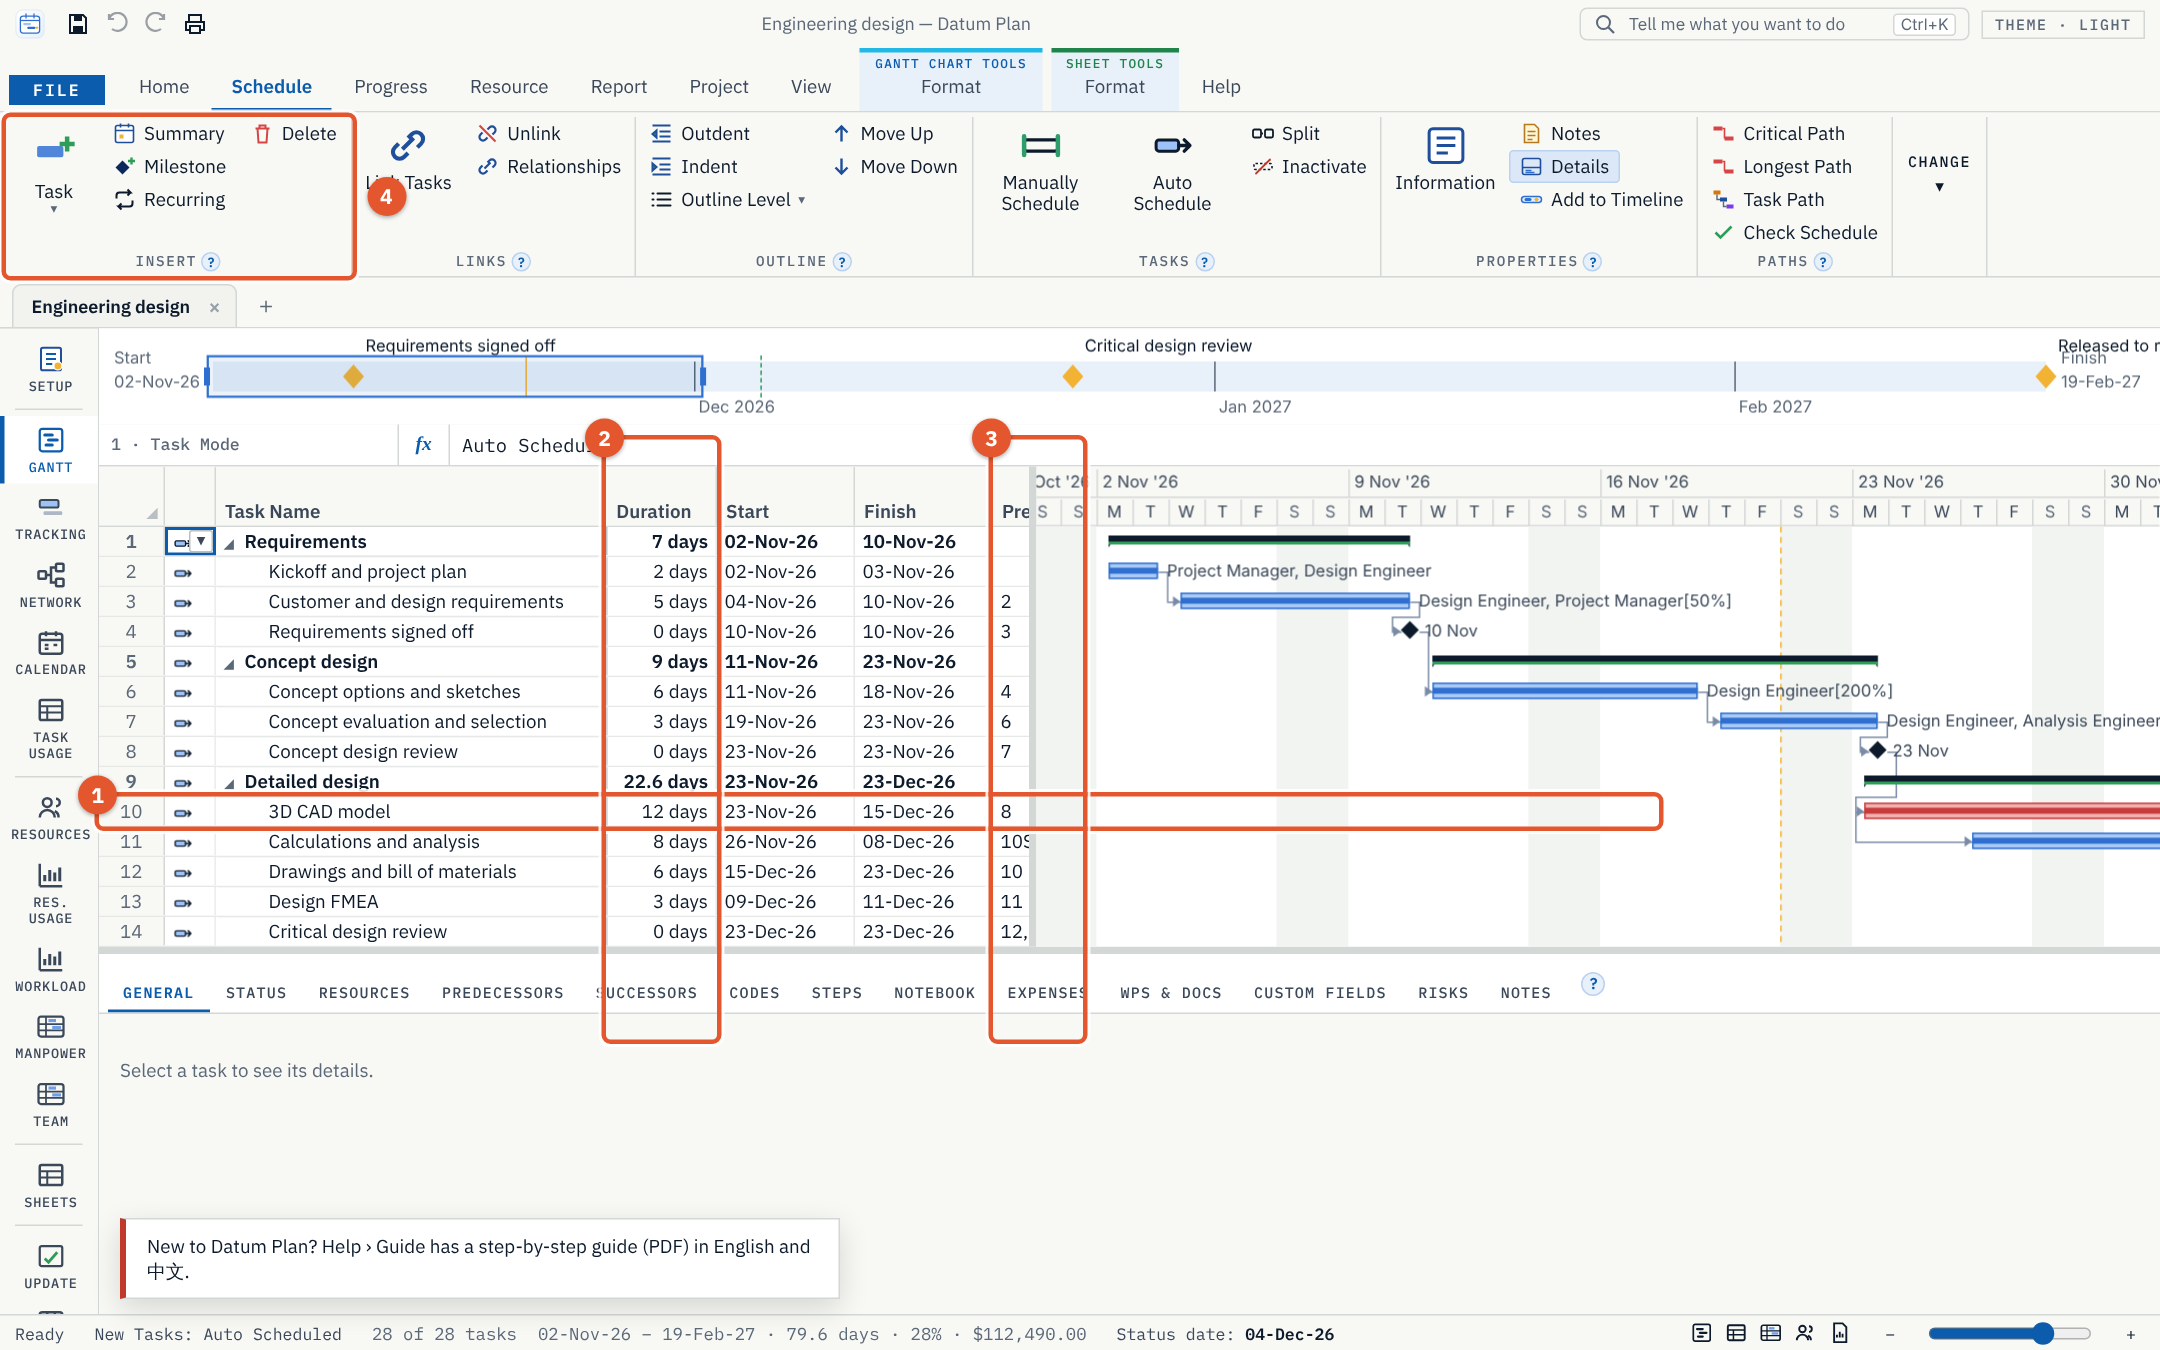 Engineering design — Datum Plan
Tell me what you want to do
Ctrl+K
THEME · LIGHT
GANTT CHART TOOLS
SHEET TOOLS
FILE
Home
Schedule
Progress
Resource
Report
Project
View
Format
Format
Help
Task
Summary
Delete
Milestone
Recurring
INSERT ?
4
Tasks
Unlink
Relationships
LINKS ?
Outdent
Move Up
Indent
Move Down
Outline Level
OUTLINE ?
Manually
Schedule
Auto
Schedule
Split
Inactivate
TASKS ?
Information
Notes
Details
Add to Timeline
PROPERTIES ?
Critical Path
Longest Path
Task Path
Check Schedule
PATHS ?
CHANGE
Engineering design ×
+
SETUP
GANTT
TRACKING
NETWORK
CALENDAR
TASK
USAGE
RESOURCES
RES.
USAGE
WORKLOAD
MANPOWER
TEAM
SHEETS
UPDATE
Start
02-Nov-26
Requirements signed off
Critical design review
Released to
Finish
19-Feb-27
Dec 2026
Jan 2027
Feb 2027
1 · Task Mode
fx
Auto
2
3
Task Name Duration Start Finish Pre
Oct '26 2 Nov '26 9 Nov '26 16 Nov '26 23 Nov '26 30
S S M T W T F S S M T W T F S S M T W T F S S M T W T F S S M T
1 Requirements 7 days 02-Nov-26 10-Nov-26
2 Kickoff and project plan 2 days 02-Nov-26 03-Nov-26 Project Manager, Design Engineer
3 Customer and design requirements 5 days 04-Nov-26 10-Nov-26 2 Design Engineer, Project Manager[50%]
4 Requirements signed off 0 days 10-Nov-26 10-Nov-26 3 10 Nov
5 Concept design 9 days 11-Nov-26 23-Nov-26
6 Concept options and sketches 6 days 11-Nov-26 18-Nov-26 4 Design Engineer[200%]
7 Concept evaluation and selection 3 days 19-Nov-26 23-Nov-26 6 Design Engineer, Analysis Engineer
8 Concept design review 0 days 23-Nov-26 23-Nov-26 7 23 Nov
9 Detailed design 22.6 days 23-Nov-26 23-Dec-26
1
10 3D CAD model 12 days 23-Nov-26 15-Dec-26 8
11 Calculations and analysis 8 days 26-Nov-26 08-Dec-26 10S
12 Drawings and bill of materials 6 days 15-Dec-26 23-Dec-26 10
13 Design FMEA 3 days 09-Dec-26 11-Dec-26 11
14 Critical design review 0 days 23-Dec-26 23-Dec-26 12,
GENERAL STATUS RESOURCES PREDECESSORS SUCCESSORS CODES STEPS NOTEBOOK EXPENSES WPS & DOCS CUSTOM FIELDS RISKS NOTES ?
Select a task to see its details.
New to Datum Plan? Help › Guide has a step-by-step guide (PDF) in English and
中文.
Ready New Tasks: Auto Scheduled 28 of 28 tasks 02-Nov-26 – 19-Feb-27 · 79.6 days · 28% · $112,490.00 Status date: 04-Dec-26
− +